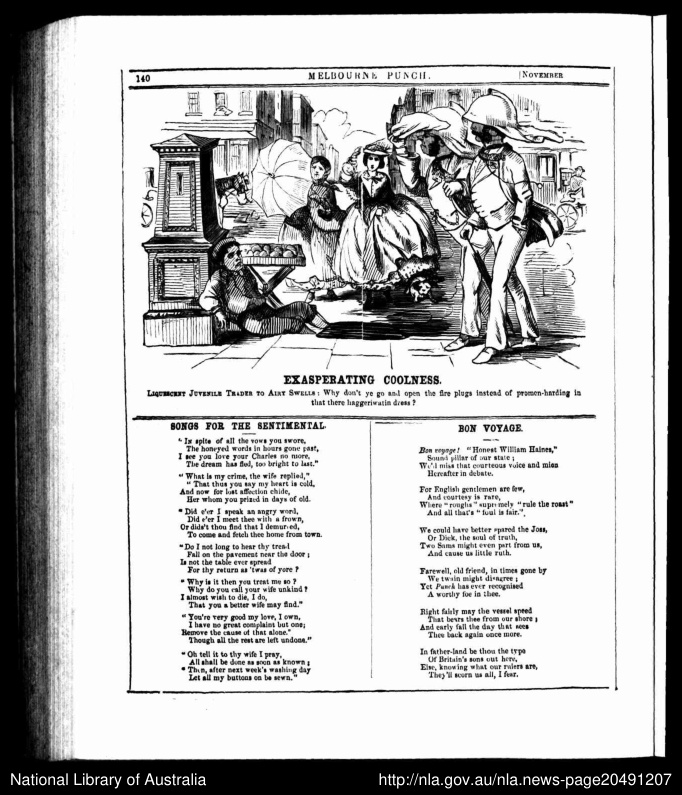 140
MELBOURNE PUNCH.
[NOVEMBER
EXASPERATING COOLNESS.
LIQUESCENT JUVENILE TRADER TO AIRY SWELLS: Why don't ye go and open the fire plugs instead of promen-harding in
that there haggeriwatin dress?
SONGS FOR THE SENTIMENTAL.
"IN spite of all the vows you swore,
The honeyed words in hours gone past,
I see you love your Charles no more,
The dream has fled, too bright to last."
"What is my crime, the wife replied,"
"That thus you say my heart is cold,
And now for lost affection chide,
Her whom you prized in days of old.
"Did e'er I speak an angry word,
Did e'er I meet thee with a frown,
Or didst thou find that I demurred,
To come and fetch thee home from town.
"Do I not long to hear thy tread
Fall on the pavement near the door;
Is not the table ever spread
For thy return as 'twas of yore?
"Why is it then you treat me so?
Why do you call your wife unkind?
I almost wish to die, I do,
That you a better wife may find."
"You're very good my love, I own,
I have no great complaint but one;
Remove the cause of that alone."
Though all the rest are left undone."
"Oh tell it to thy wife I pray,
All shall be done as soon as known;
"Then, after next week's washing day
Let all my buttons on be sewn."
BON VOYAGE.
Bon voyage! "Honest William Haines,"
Sound pillar of our state;
We'd miss that courteous voice and mien
Hereafter in debate.
For English gentlemen are few,
And courtesy is rare,
Where "roughs" supremely "rule the roast"
And all that's "foul is fair."
We could have better spared the Joss,
Or Dick, the soul of truth,
Two Sams might even part from us,
And cause us little ruth.
Farewell, old friend, in times gone by
We twain might disagree;
Yet Punch has ever recognised
A worthy foe in thee.
Right fairly may the vessel speed
That bears thee from our shore;
And early fall the day that sees
Thee back again once more.
In father-land be thou the type
Of Britain's sons out here,
Else, knowing what our rulers are,
They'll scorn us all, I fear.
National Library of Australia
http://nla.gov.au/nla.news-page20491207